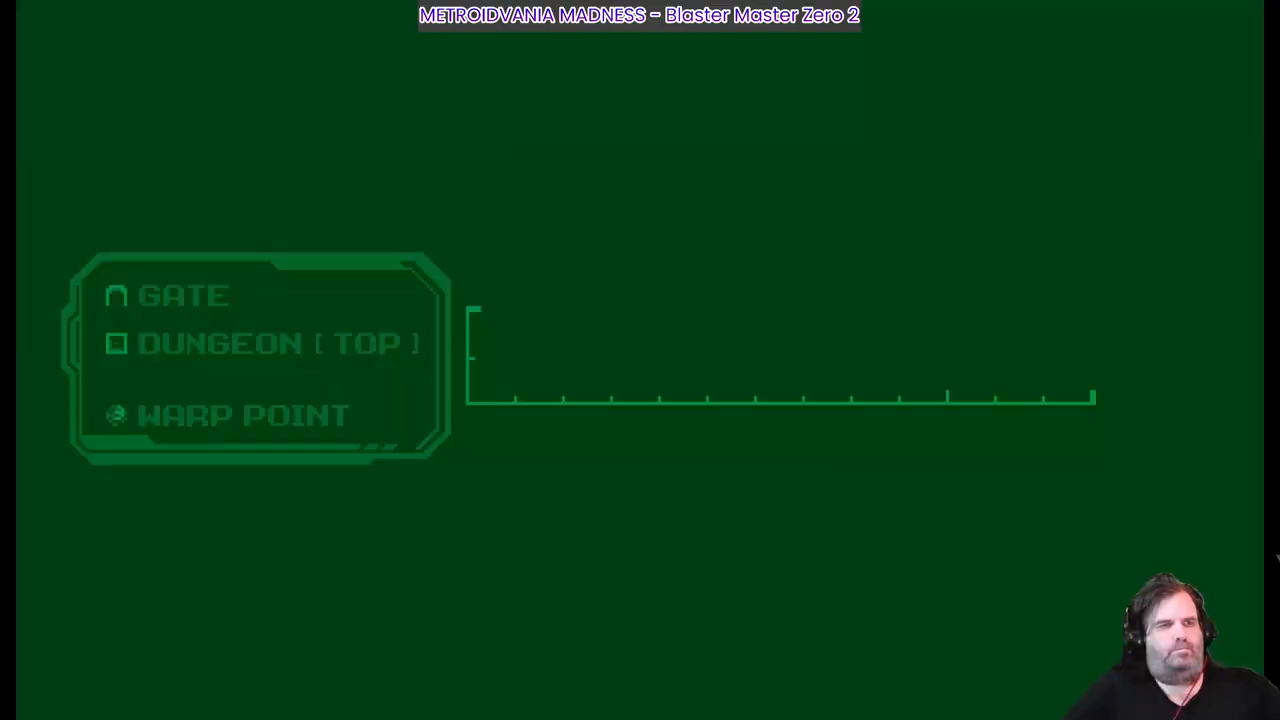 METROIDVANIA MADNESS - Blaster Master Zero 2
GATE
DUNGEON [ TOP ]
WARP POINT